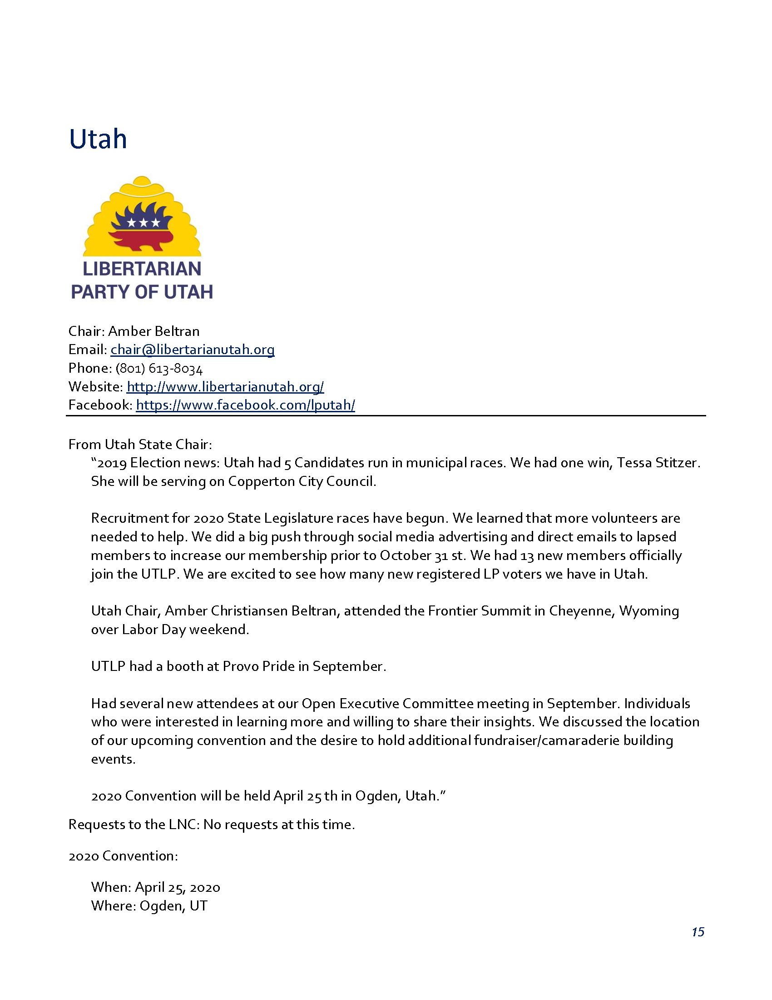 Utah
LIBERTARIAN
PARTY OF UTAH
Chair: Amber Beltran
Email: chair@libertarianutah.org
Phone: (801) 613-8034
Website: http://www.libertarianutah.org/
Facebook: https://www.facebook.com/lputah/
From Utah State Chair:
“2019 Election news: Utah had 5 Candidates run in municipal races. We had one win, Tessa Stitzer.
She will be serving on Copperton City Council.
Recruitment for 2020 State Legislature races have begun. We learned that more volunteers are
needed to help. We did a big push through social media advertising and direct emails to lapsed
members to increase our membership prior to October 31 st. We had 13 new members officially
join the UTLP. We are excited to see how many new registered LP voters we have in Utah.
Utah Chair, Amber Christiansen Beltran, attended the Frontier Summit in Cheyenne, Wyoming
over Labor Day weekend.
UTLP had a booth at Provo Pride in September.
Had several new attendees at our Open Executive Committee meeting in September. Individuals
who were interested in learning more and willing to share their insights. We discussed the location
of our upcoming convention and the desire to hold additional fundraiser/camaraderie building
events.
2020 Convention will be held April 25 th in Ogden, Utah.”
Requests to the LNC: No requests at this time.
2020 Convention:
When: April 25, 2020
Where: Ogden, UT
15